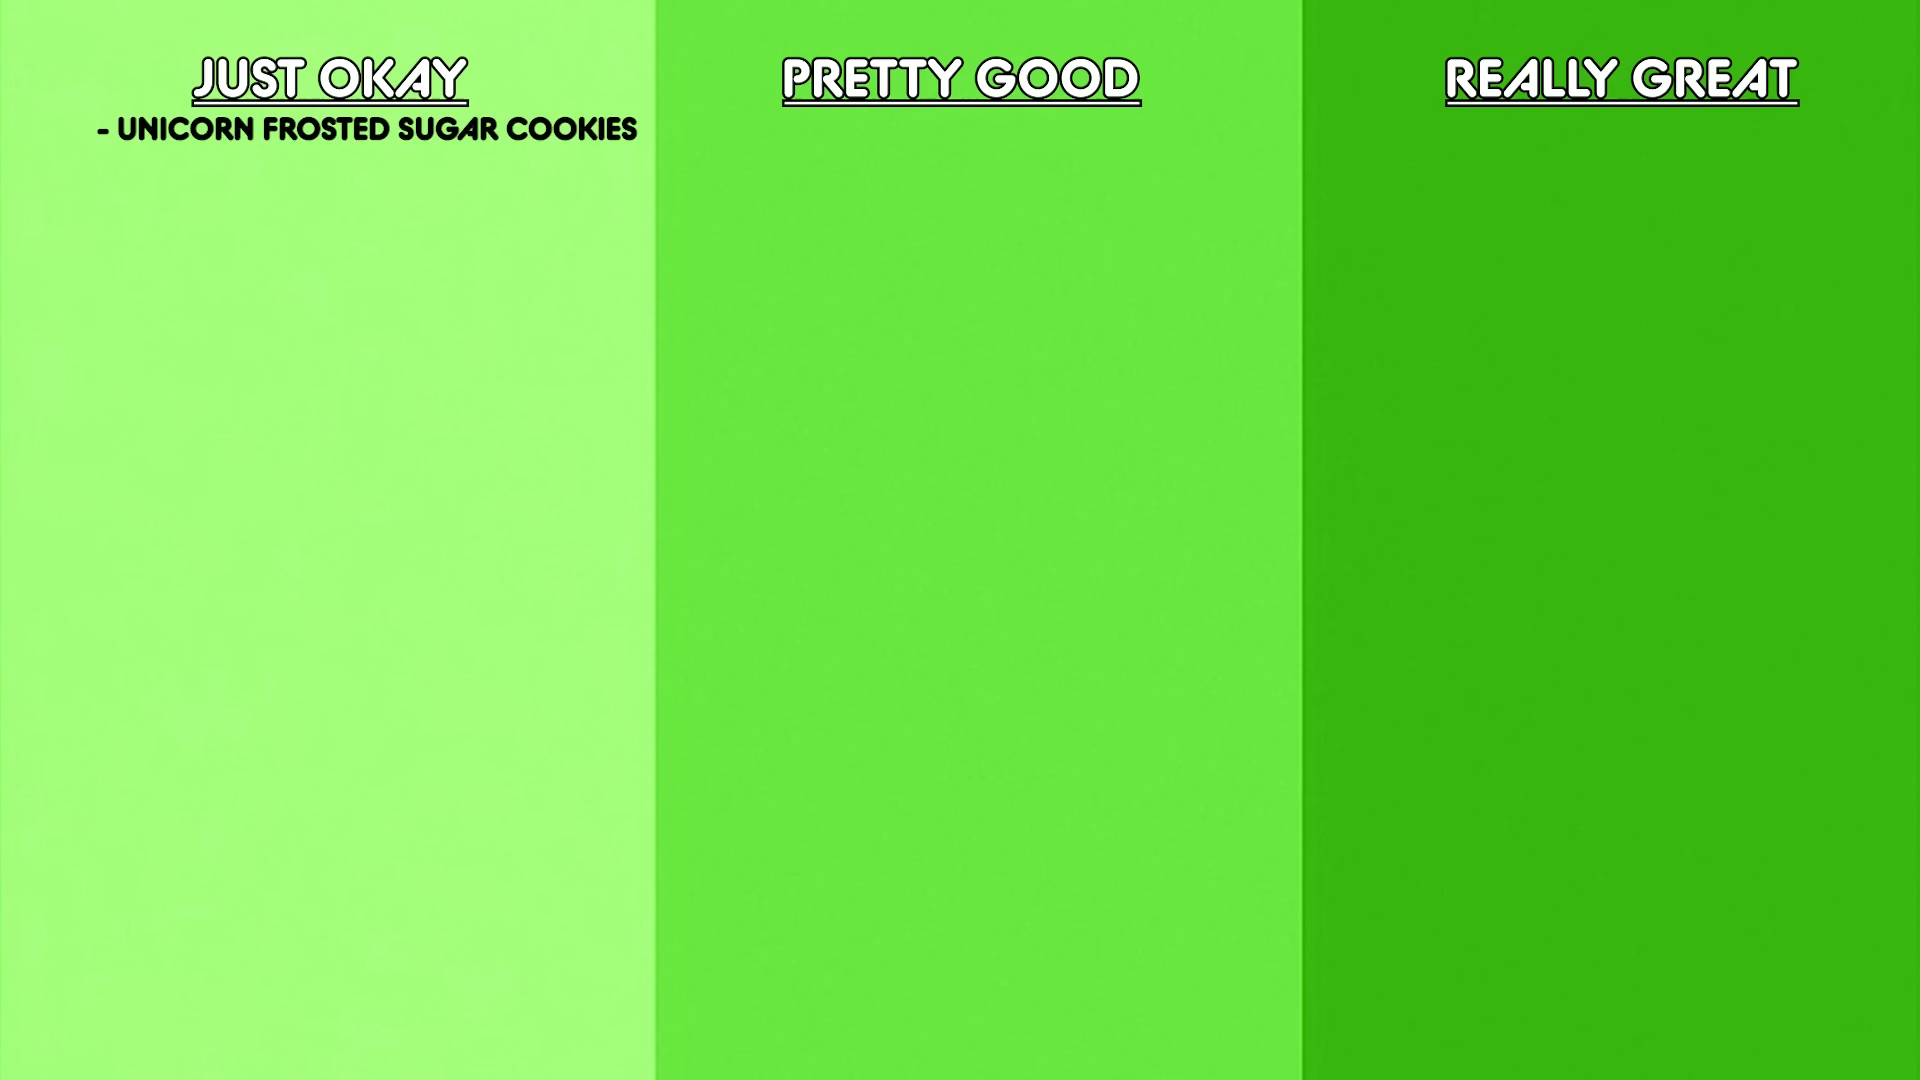 JUST OKAY
- UNICORN FROSTED SUGAR COOKIES
PRETTY GOOD
REALLY GREAT